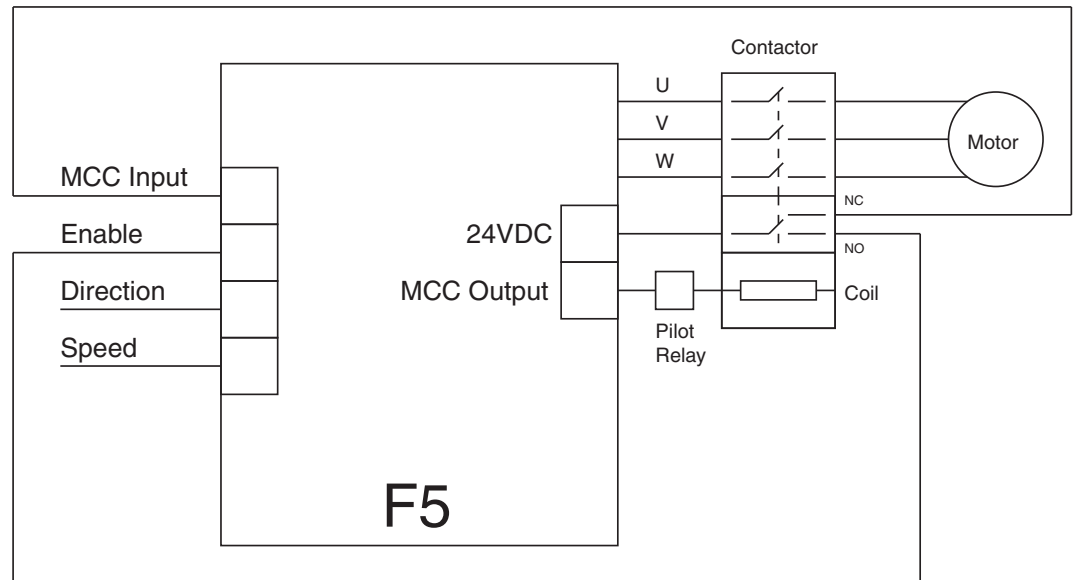 Contactor
U
V
W
Motor
MCC Input
NC
Enable
24VDC
NO
Direction
MCC Output
Coil
Speed
Pilot
Relay
F5